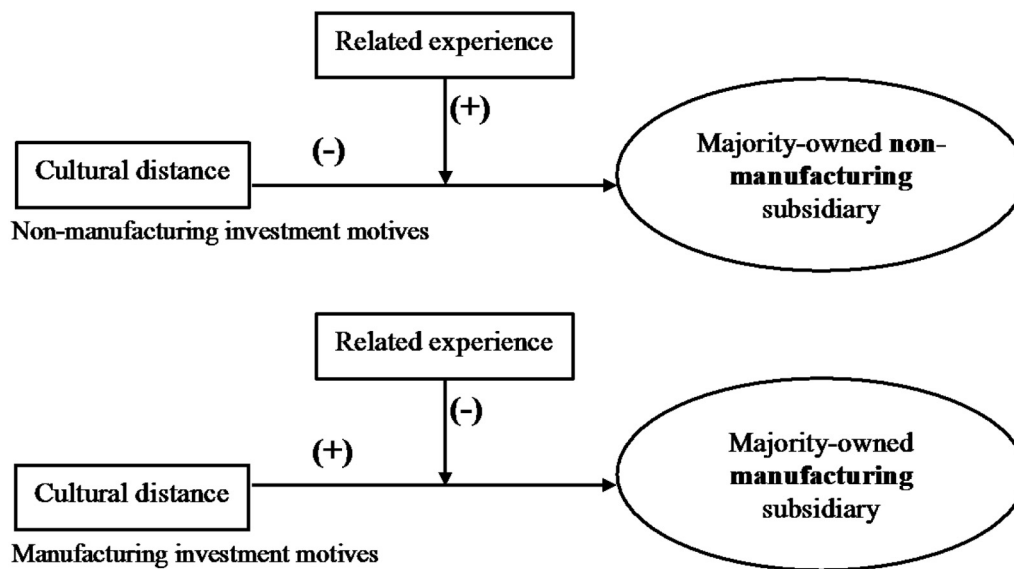 Related experience
(+)
(-)
Cultural distance
Non-manufacturing investment motives
Majority-owned non-
manufacturing
subsidiary
Related experience
(-)
(+)
Cultural distance
Manufacturing investment motives
Majority-owned
manufacturing
subsidiary